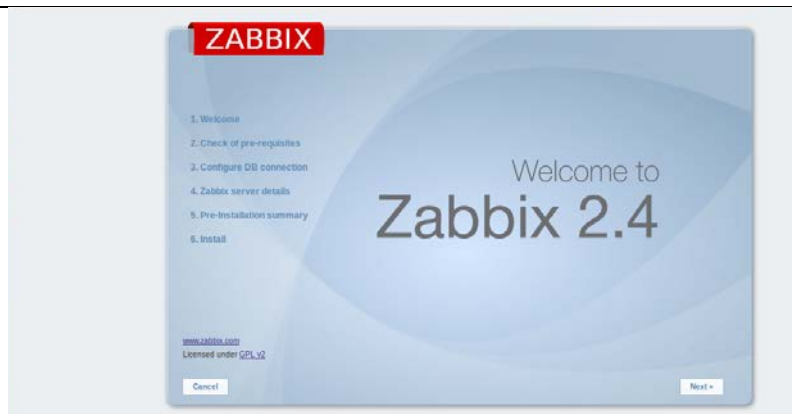 ZABBIX
1. Welcome
2. Check of pre-requisites
3. Configure DB connection
4. Zabbix server details
5. Pre-Installation summary
6. Install
Welcome to
Zabbix 2.4
www.zabbix.com
Licensed under GPL v2
Cancel
Next »